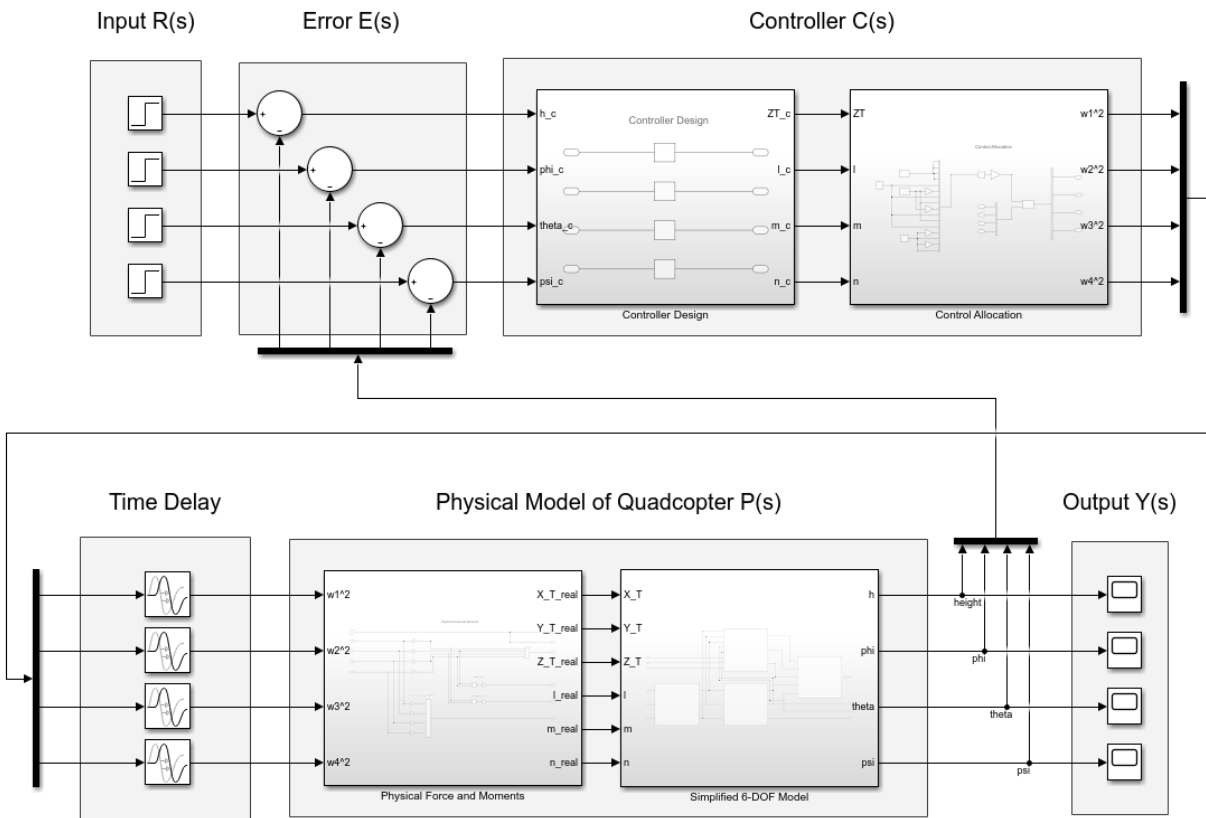 Input R(s)
Error E(s)
Controller C(s)
+
−
+
−
+
−
+
−
h_c
phi_c
theta_c
psi_c
Controller Design
ZT_c
l_c
m_c
n_c
Controller Design
ZT
l
m
n
Control Allocation
w1^2
w2^2
w3^2
w4^2
Control Allocation
Time Delay
Physical Model of Quadcopter P(s)
Output Y(s)
w1^2
w2^2
w3^2
w4^2
X_T_real
Y_T_real
Z_T_real
l_real
m_real
n_real
Physical Force and Moments
X_T
Y_T
Z_T
l
m
n
h
phi
theta
psi
Simplified 6-DOF Model
height
phi
theta
psi